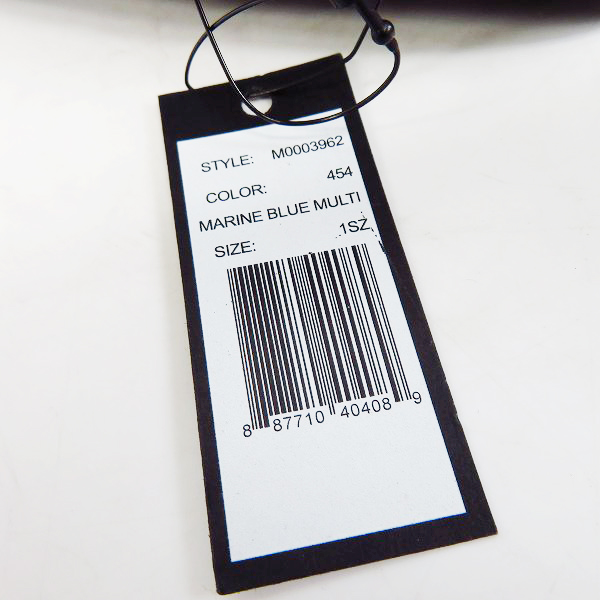 STYLE: M0003962
COLOR: 454
MARINE BLUE MULTI
SIZE: 1SZ
8 87710 40408 9